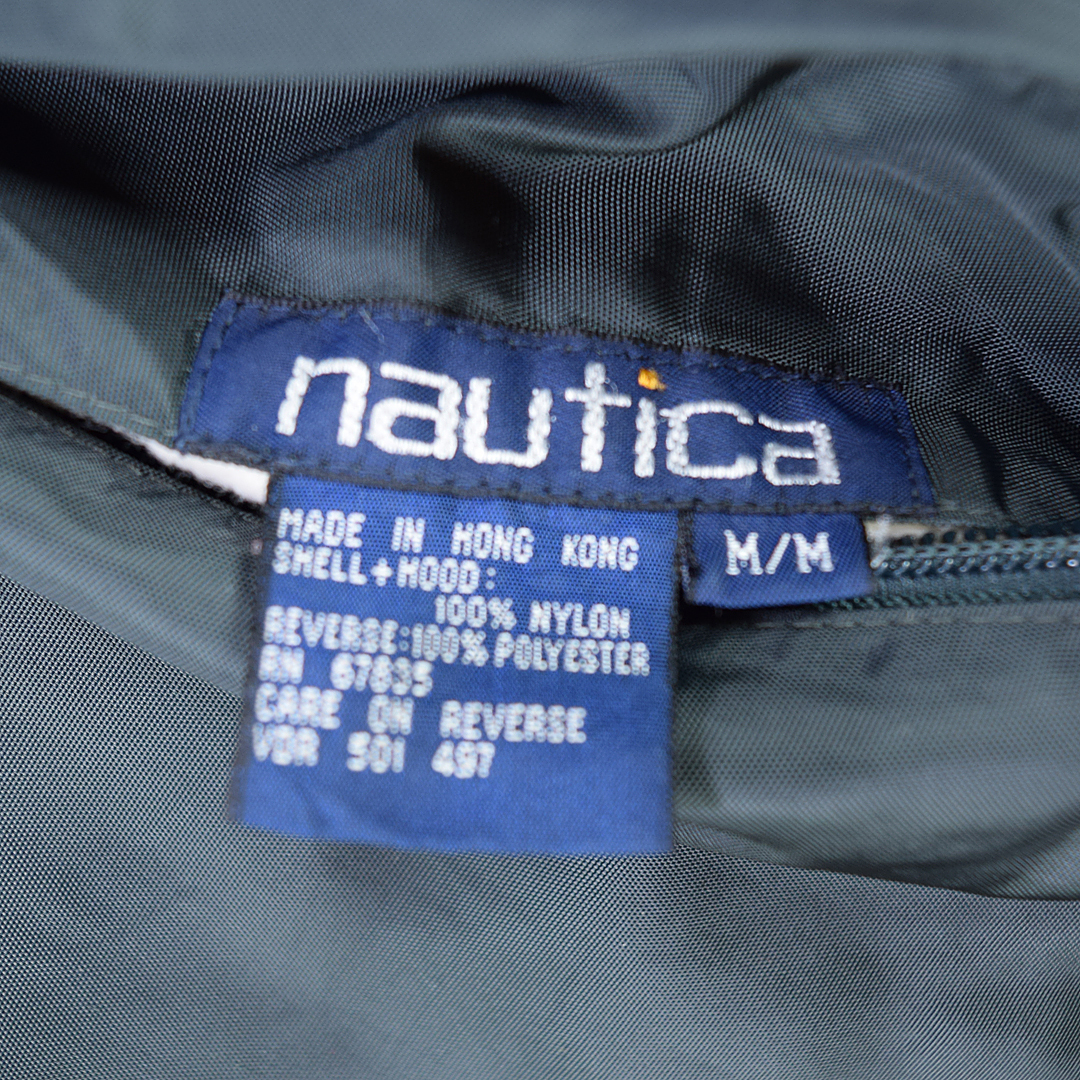 nautica
M/M
MADE IN HONG KONG
SHELL+HOOD:
100% NYLON
REVERSE:100% POLYESTER
RN 67835
CARE ON REVERSE
VDR 501 497